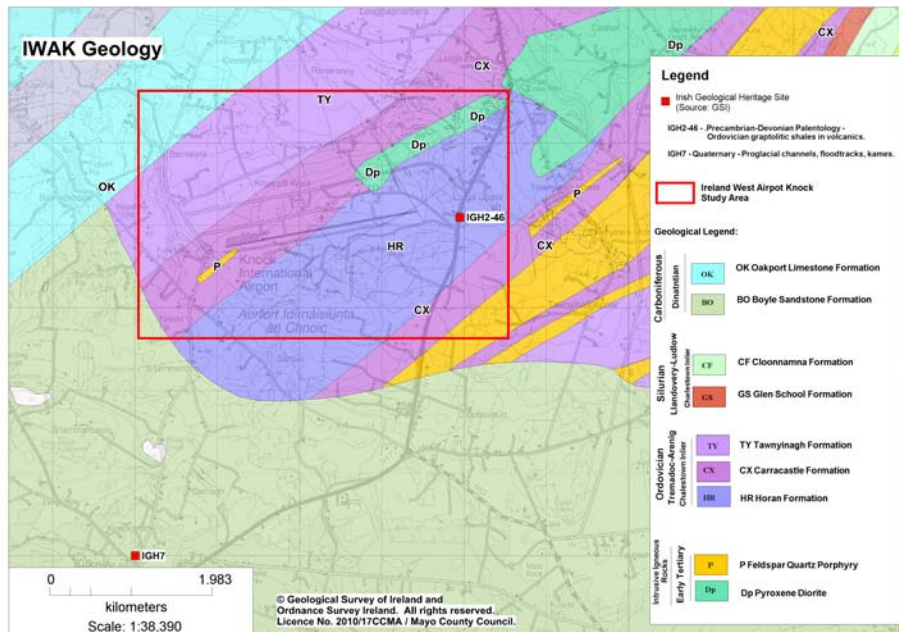 IWAK Geology
TY
CX
Dp
CX
Dp
Dp
Dp
OK
P
P
HR
CX
CX
IGH2-46
Knock
International
Airport
Aerfort Idirnáisiúnta
an Chnoic
IGH7
0 1.983
kilometers
Scale: 1:38,390
© Geological Survey of Ireland and
Ordnance Survey Ireland. All rights reserved.
Licence No. 2010/17CCMA / Mayo County Council.
Legend
Irish Geological Heritage Site
(Source: GSI)
IGH2-46 - .Precambrian-Devonian Palentology -
Ordovician graptolitic shales in volcanics.
IGH7 - Quaternary - Proglacial channels, floodtracks, kames.
Ireland West Airpot Knock
Study Area
Geological Legend:
Carboniferous
Dinatntian
OK OK Oakport Limestone Formation
BO BO Boyle Sandstone Formation
Silurian
Llandovery-Ludlow
Charlestown Inlier
CF CF Cloonnamna Formation
GS GS Glen School Formation
Ordovician
Tremadoc-Arenig
Chalestown Inlier
TY TY Tawnyinagh Formation
CX CX Carracastle Formation
HR HR Horan Formation
Intrusive Igneous
Rocks
Early Tertiary
P P Feldspar Quartz Porphyry
Dp Dp Pyroxene Diorite